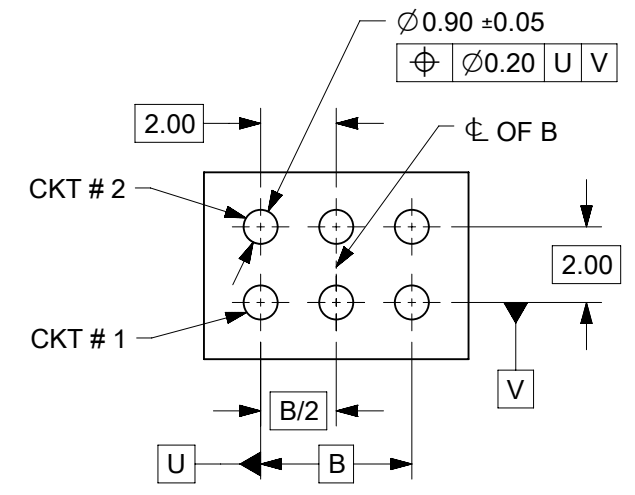 ∅0.90 ±0.05
⌖ ∅0.20 U V
2.00
℄ OF B
CKT # 2
2.00
CKT # 1
V
B/2
U
B